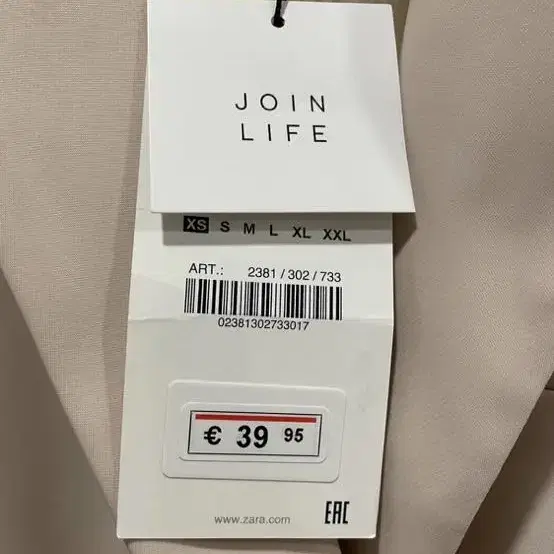 JOIN
LIFE
XS S M L XL XXL
ART.: 2381 / 302 / 733
02381302733017
€ 39 95
www.zara.com
EAC